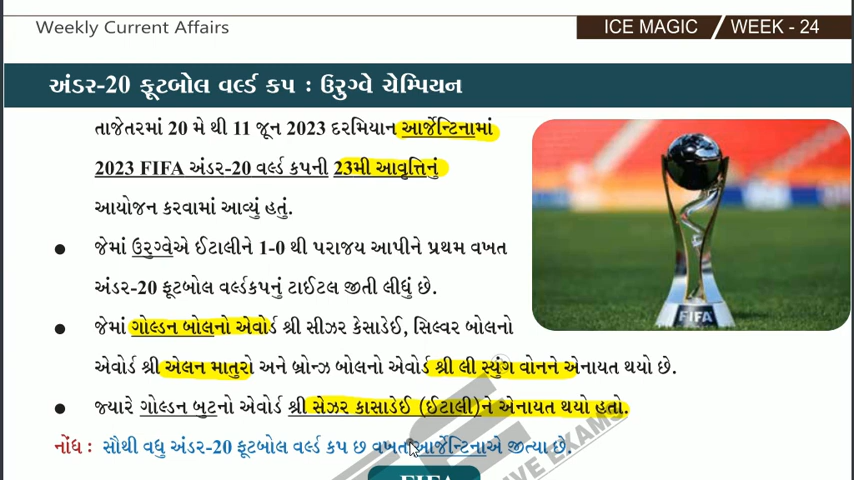 Weekly Current Affairs
ICE MAGIC / WEEK - 24
અંડર-20 ફૂટબોલ વર્લ્ડ કપ : ઉરુગ્વે ચેમ્પિયન
તાજેતરમાં 20 મે થી 11 જૂન 2023 દરમિયાન આર્જેન્ટિનામાં
2023 FIFA અંડર-20 વર્લ્ડ કપની 23મી આવૃત્તિનું
આયોજન કરવામાં આવ્યું હતું.
● જેમાં ઉરુગ્વેએ ઈટાલીને 1-0 થી પરાજય આપીને પ્રથમ વખત
અંડર-20 ફૂટબોલ વર્લ્ડકપનું ટાઈટલ જીતી લીધું છે.
● જેમાં ગોલ્ડન બોલનો એવોર્ડ શ્રી સીઝર કેસાડેઈ, સિલ્વર બોલનો
એવોર્ડ શ્રી એલન માતુરો અને બ્રોન્ઝ બોલનો એવોર્ડ શ્રી લી સ્યુંગ વોનને એનાયત થયો છે.
● જ્યારે ગોલ્ડન બુટનો એવોર્ડ શ્રી સેઝર કાસાડેઈ (ઈટાલી)ને એનાયત થયો હતો.
નોંધ : સૌથી વધુ અંડર-20 ફૂટબોલ વર્લ્ડ કપ છ વખત આર્જેન્ટિનાએ જીત્યા છે.
FIFA
FIFA